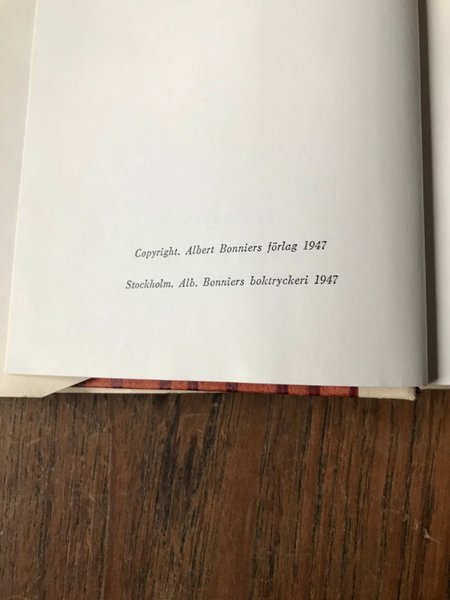 Copyright. Albert Bonniers förlag 1947
Stockholm. Alb. Bonniers boktryckeri 1947